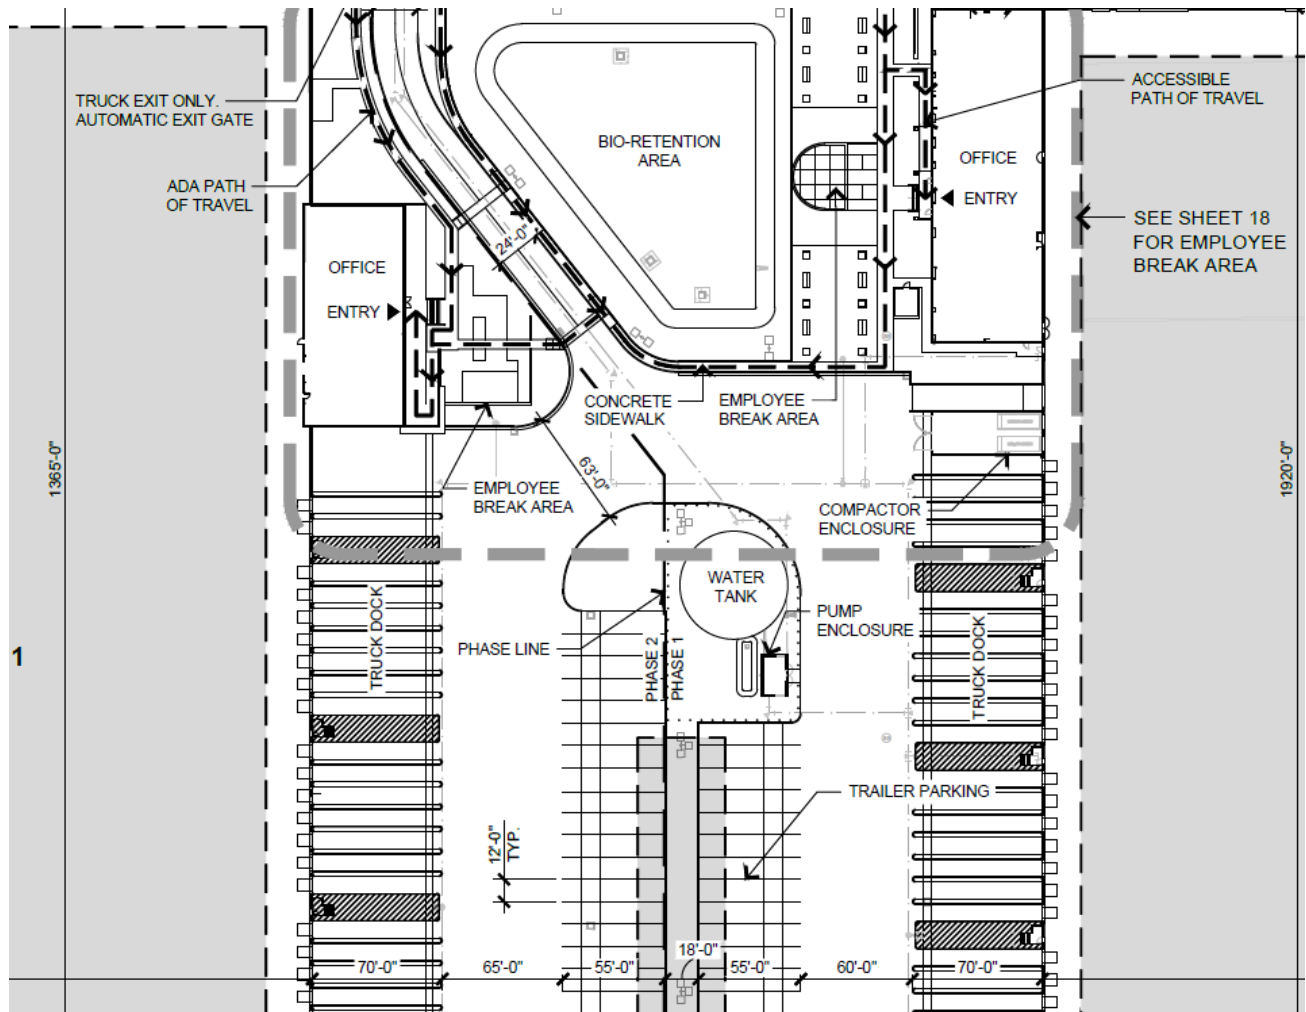 TRUCK EXIT ONLY.
AUTOMATIC EXIT GATE
ADA PATH
OF TRAVEL
BIO-RETENTION
AREA
ACCESSIBLE
PATH OF TRAVEL
OFFICE
ENTRY
SEE SHEET 18
FOR EMPLOYEE
BREAK AREA
24'-0"
OFFICE
ENTRY
CONCRETE
SIDEWALK
EMPLOYEE
BREAK AREA
1365'-0"
63'-0"
1920'-0"
EMPLOYEE
BREAK AREA
COMPACTOR
ENCLOSURE
WATER
TANK
PUMP
ENCLOSURE
TRUCK DOCK
PHASE LINE
PHASE 2
PHASE 1
TRUCK DOCK
1
TRAILER PARKING
12'-0"
TYP.
18'-0"
70'-0"
65'-0"
55'-0"
55'-0"
60'-0"
70'-0"